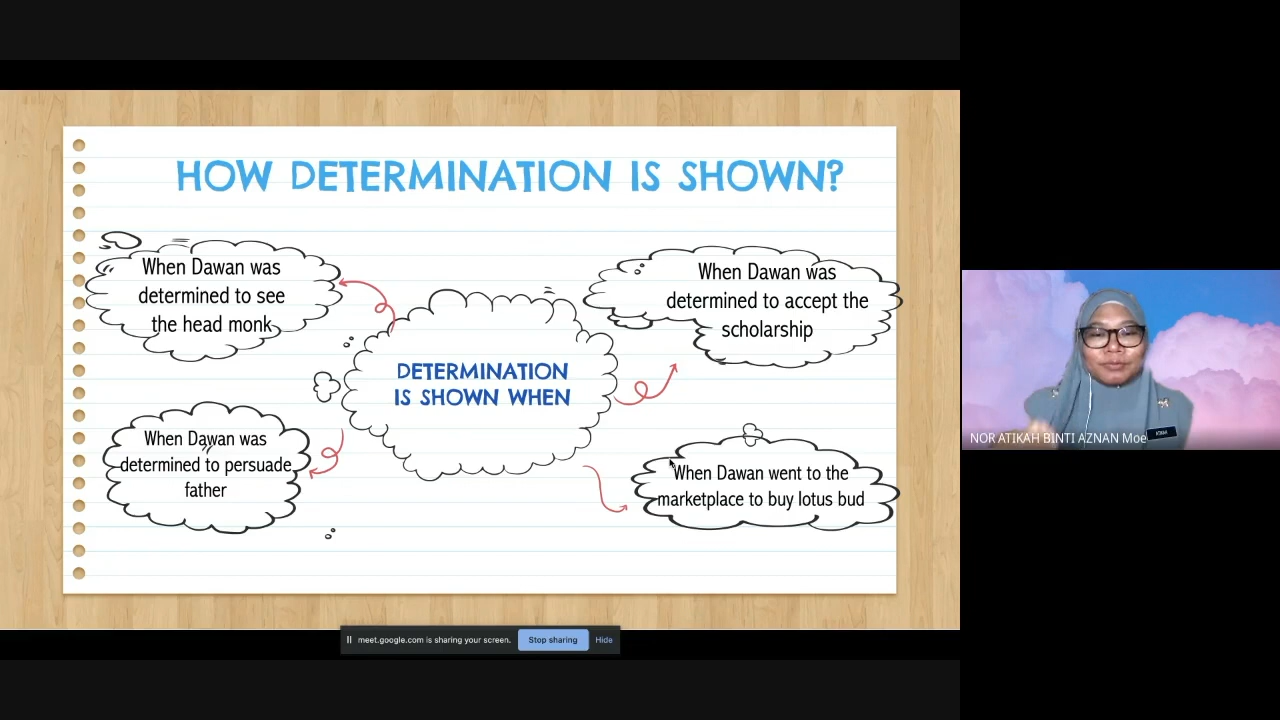 HOW DETERMINATION IS SHOWN?
When Dawan was
determined to see
the head monk
When Dawan was
determined to accept the
scholarship
DETERMINATION
IS SHOWN WHEN
When Dawan was
determined to persuade
father
When Dawan went to the
marketplace to buy lotus bud
NOR ATIKAH BINTI AZNAN Moe
meet.google.com is sharing your screen.
Stop sharing
Hide